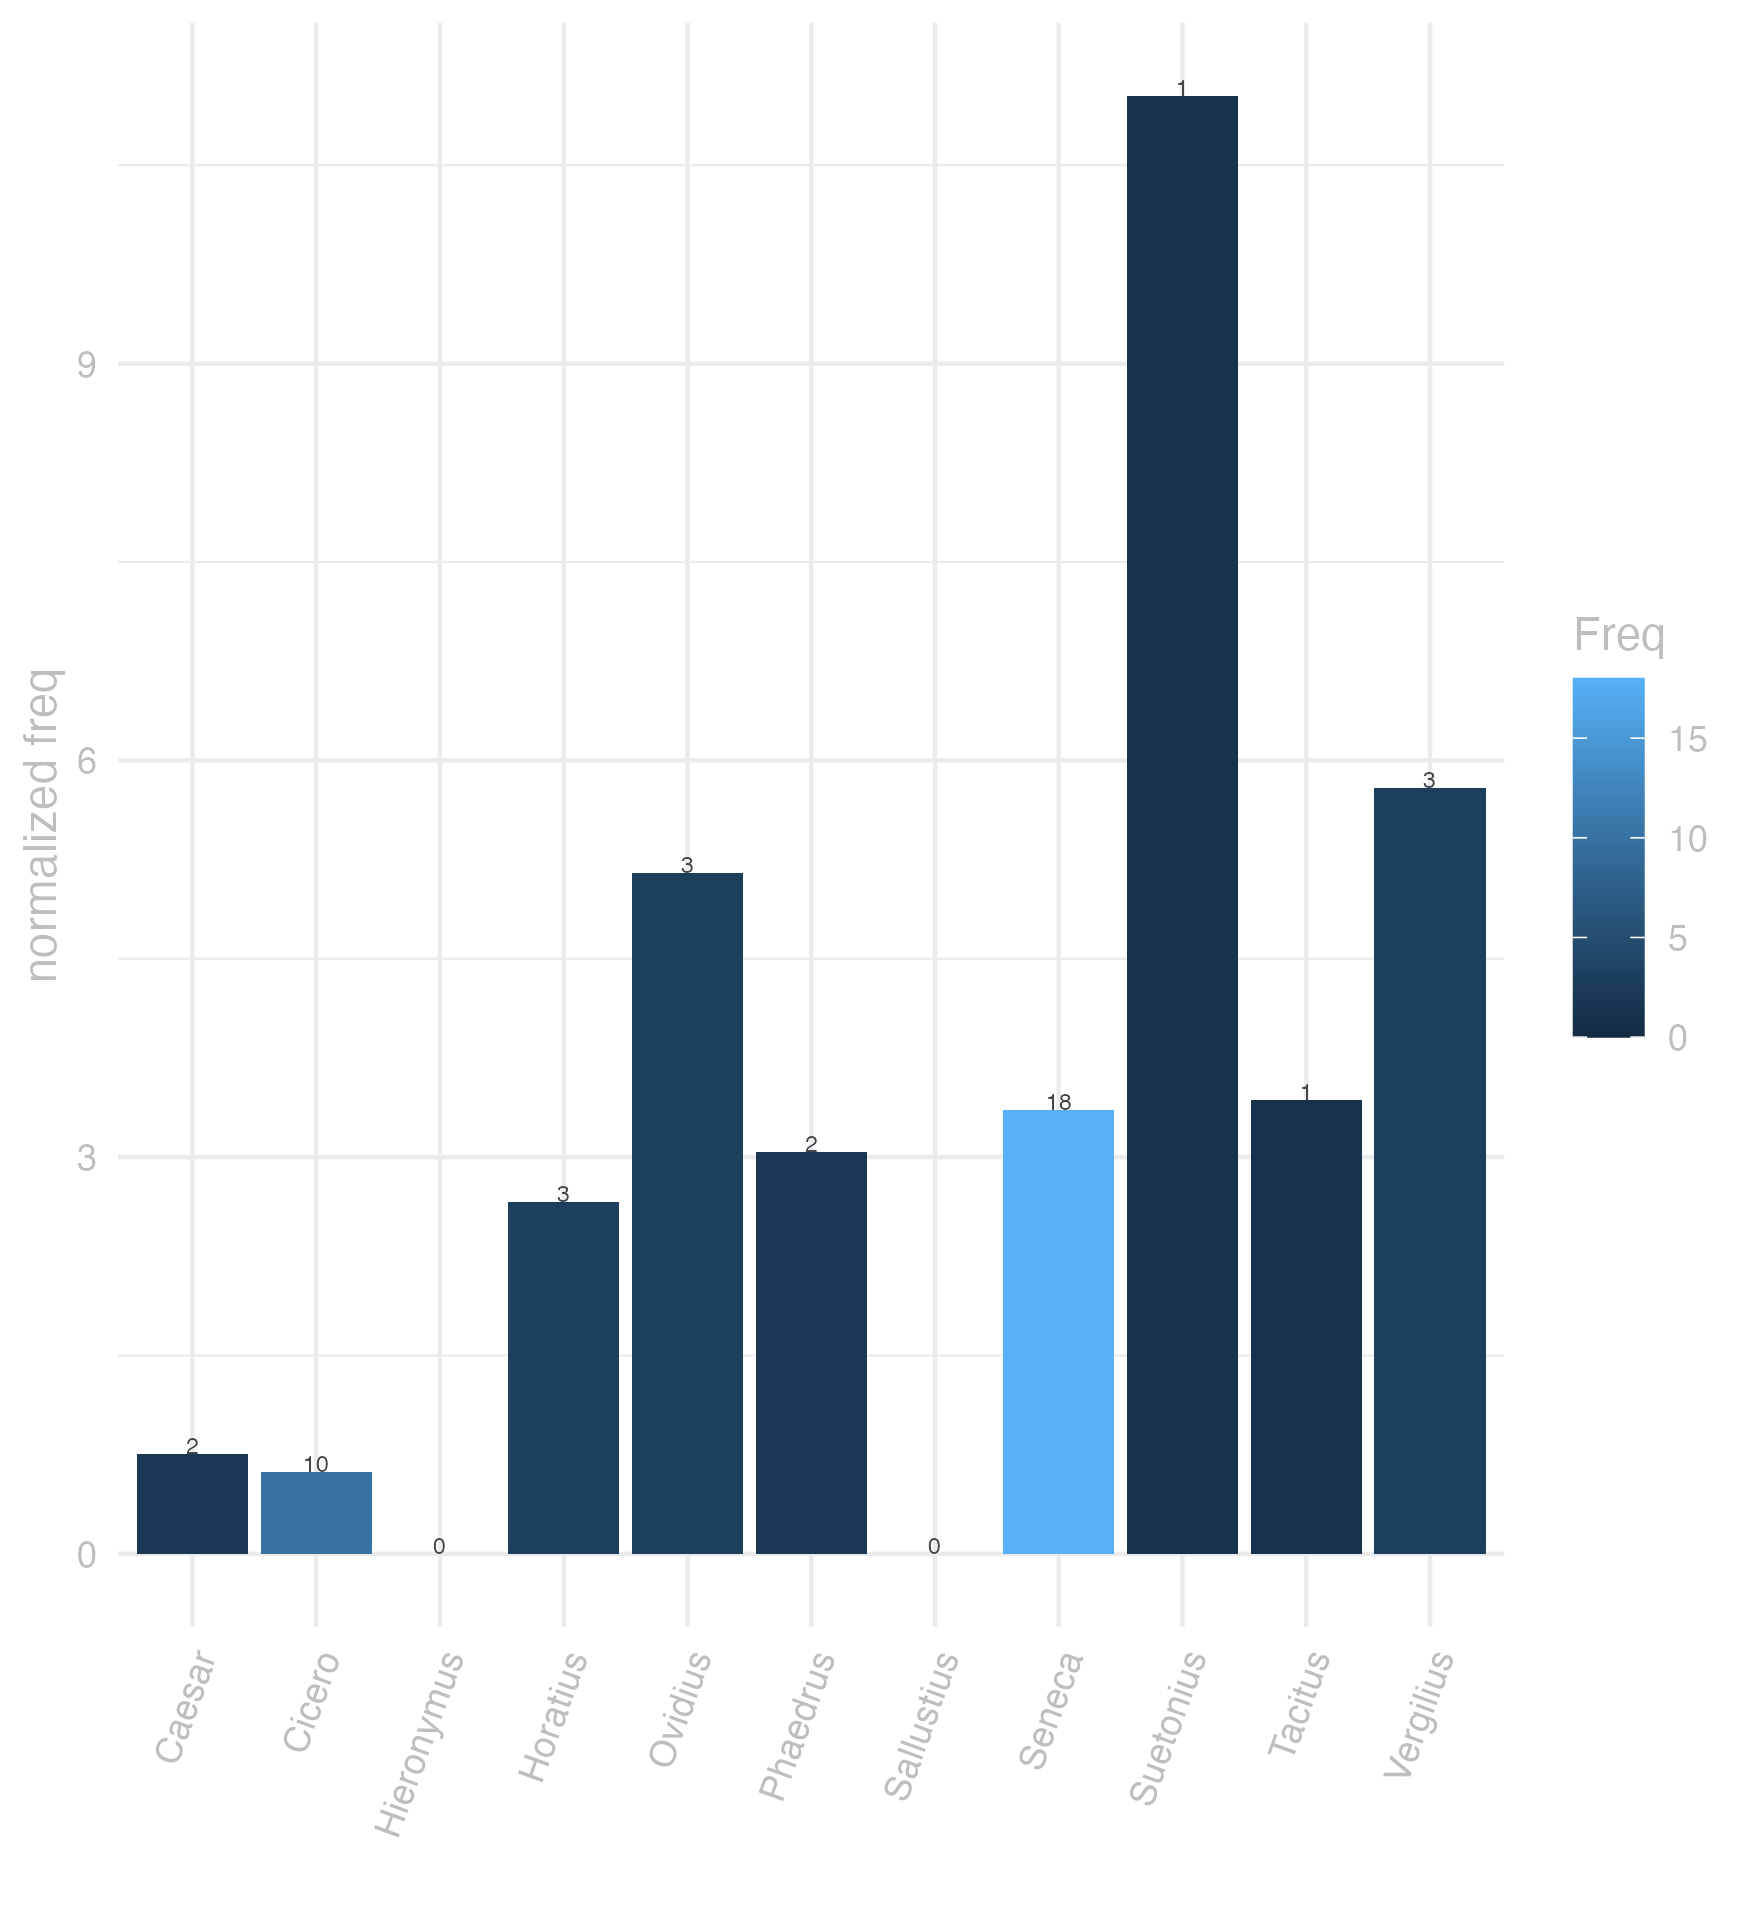 normalized freq
9
6
3
0
2
10
0
3
3
2
0
18
1
1
3
Caesar
Cicero
Hieronymus
Horatius
Ovidius
Phaedrus
Sallustius
Seneca
Suetonius
Tacitus
Vergilius
Freq
15
10
5
0